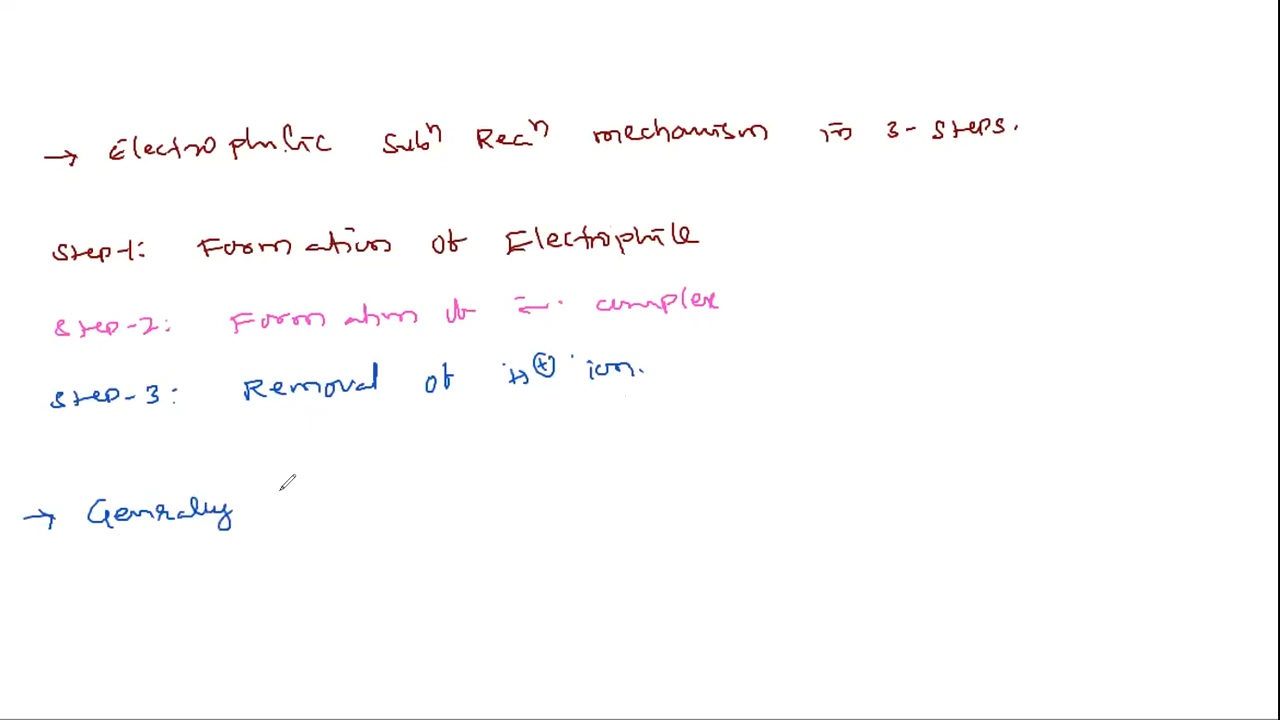 → Electrophilic Subⁿ Reaⁿ mechanism in 3-steps.
Step-1: Formation of Electrophile
Step-2: Formation of complex
Step-3: Removal of H⊕ ion.
→ Generally